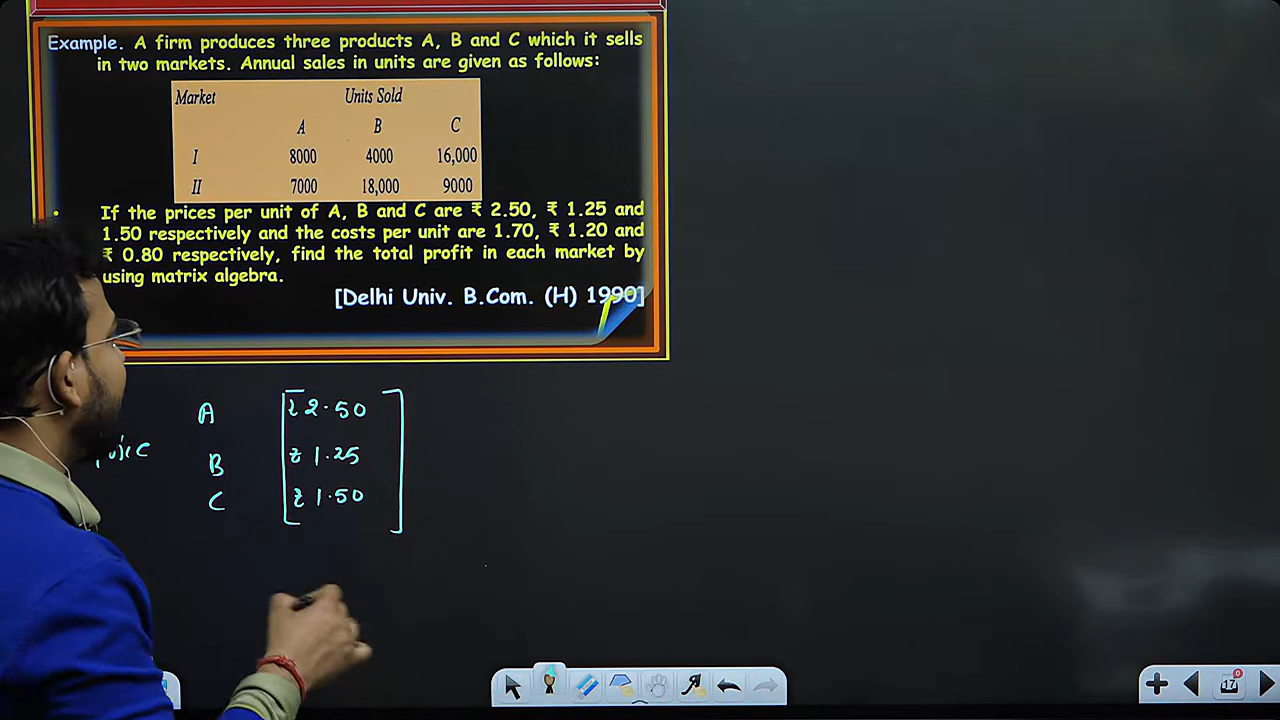 Example. A firm produces three products A, B and C which it sells
in two markets. Annual sales in units are given as follows:
Market Units Sold
A B C
I 8000 4000 16,000
II 7000 18,000 9000
If the prices per unit of A, B and C are ₹ 2.50, ₹ 1.25 and
1.50 respectively and the costs per unit are 1.70, ₹ 1.20 and
₹ 0.80 respectively, find the total profit in each market by
using matrix algebra.
[Delhi Univ. B.Com. (H) 1990]
A ₹ 2.50
B ₹ 1.25
C ₹ 1.50
17
0